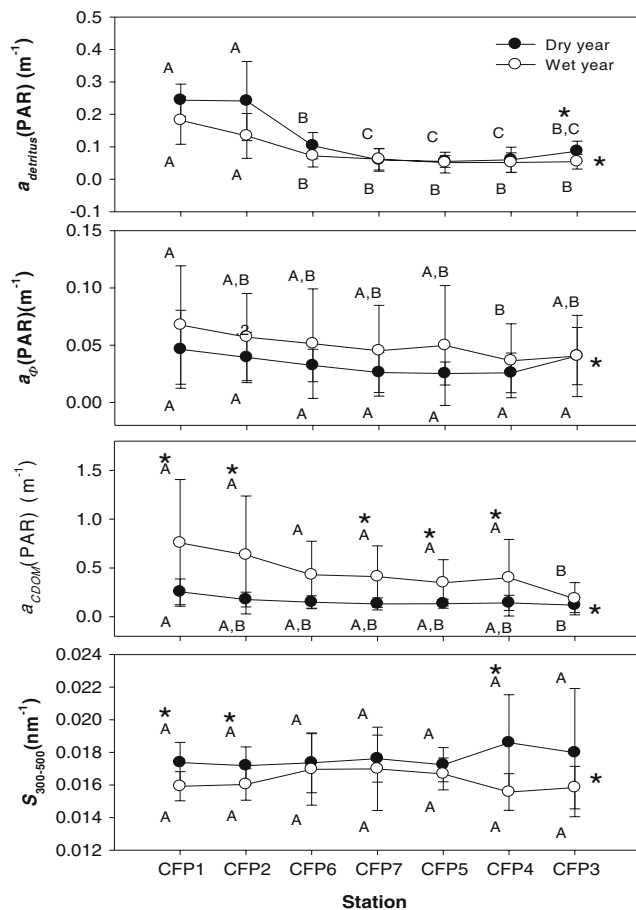 Dry year
Wet year
a_detritus(PAR) (m⁻¹)
0.5
0.4
0.3
0.2
0.1
0.0
-0.1
A A B C C C * B,C
A A B B B B B *
a_Φ(PAR)(m⁻¹)
0.15
0.10
0.05
0.00
A A,B A,B A,B A,B B A,B
,2
*
A A A A A A A
a_CDOM(PAR) (m⁻¹)
1.5
1.0
0.5
0.0
* * * * *
A A A A A A B
*
A A,B A,B A,B A,B A,B B
S_300-500(nm⁻¹)
0.024
0.022
0.020
0.018
0.016
0.014
0.012
* * *
A A A A A A A
*
A A A A A A A
CFP1 CFP2 CFP6 CFP7 CFP5 CFP4 CFP3
Station